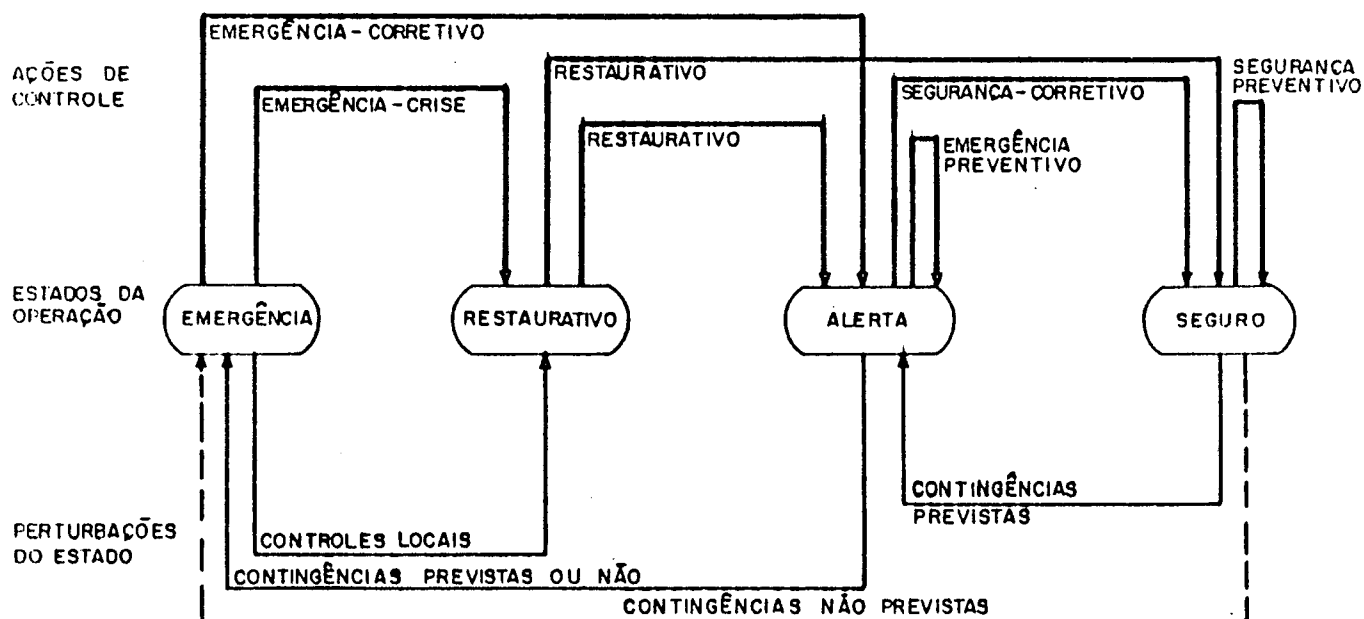 EMERGÊNCIA-CORRETIVO
AÇÕES DE
CONTROLE
EMERGÊNCIA-CRISE
RESTAURATIVO
RESTAURATIVO
SEGURANÇA-CORRETIVO
EMERGÊNCIA
PREVENTIVO
SEGURANCA
PREVENTIVO
ESTADOS DA
OPERAÇÃO
EMERGÊNCIA
RESTAURATIVO
ALERTA
SEGURO
PERTURBAÇÕES
DO ESTADO
CONTINGÊNCIAS
PREVISTAS
CONTROLES LOCAIS
CONTINGÊNCIAS PREVISTAS OU NÃO
CONTINGÊNCIAS NÃO PREVISTAS